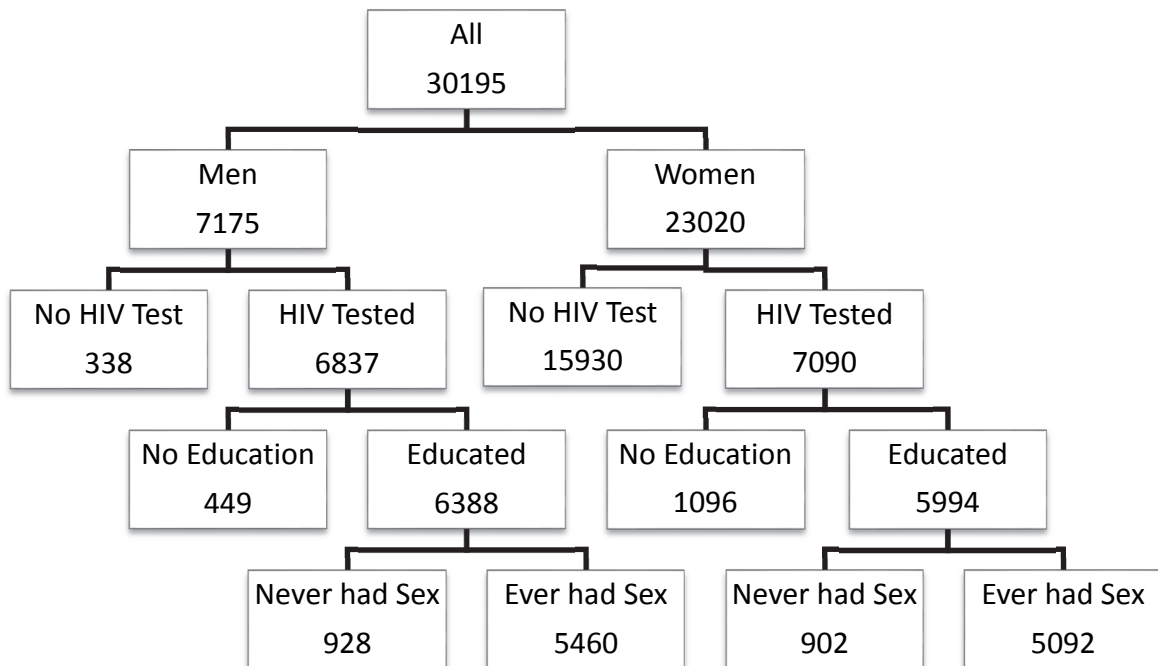 All
30195
Men
7175
Women
23020
No HIV Test
338
HIV Tested
6837
No HIV Test
15930
HIV Tested
7090
No Education
449
Educated
6388
No Education
1096
Educated
5994
Never had Sex
928
Ever had Sex
5460
Never had Sex
902
Ever had Sex
5092